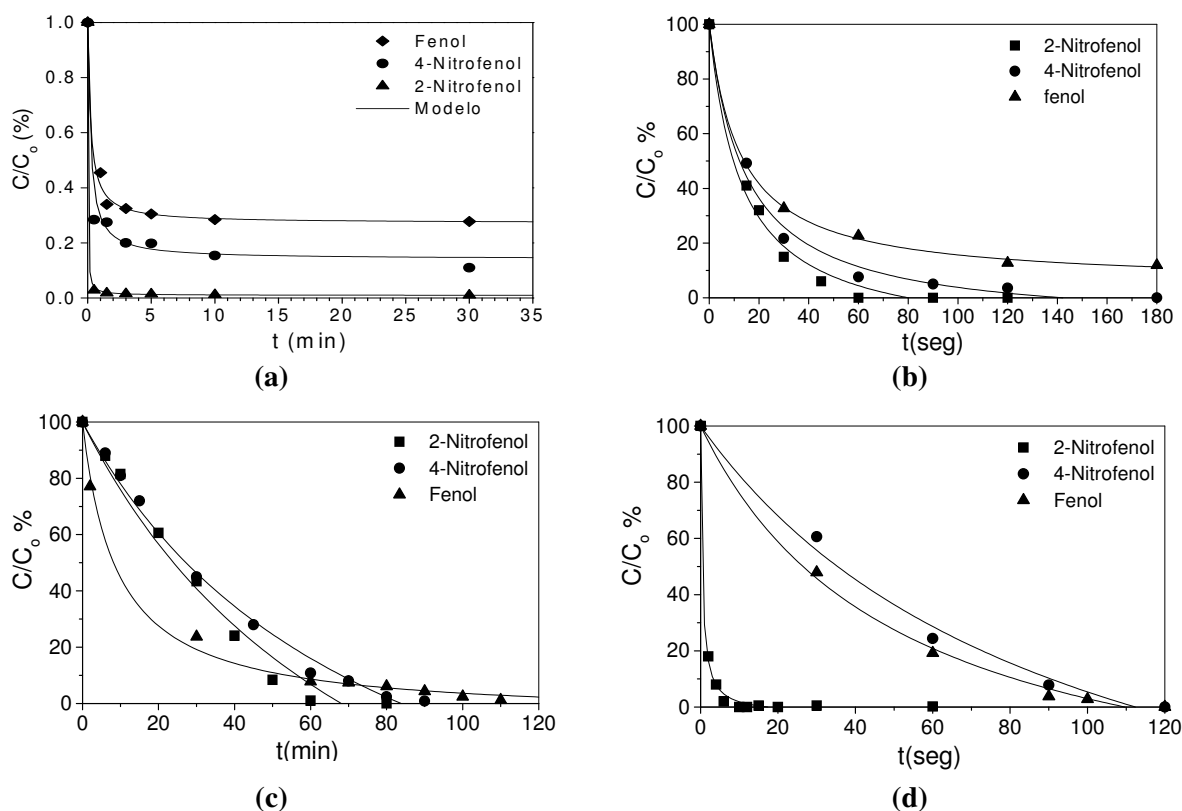 1.0
0.8
0.6
0.4
0.2
0.0
C/C₀ (%)
Fenol
4-Nitrofenol
2-Nitrofenol
Modelo
0 5 10 15 20 25 30 35
t (min)
(a)
100
80
60
40
20
0
C/C₀ %
2-Nitrofenol
4-Nitrofenol
fenol
0 20 40 60 80 100 120 140 160 180
t(seg)
(b)
100
80
60
40
20
0
C/C₀ %
2-Nitrofenol
4-Nitrofenol
Fenol
0 20 40 60 80 100 120
t(min)
(c)
100
80
60
40
20
0
C/C₀ %
2-Nitrofenol
4-Nitrofenol
Fenol
0 20 40 60 80 100 120
t(seg)
(d)